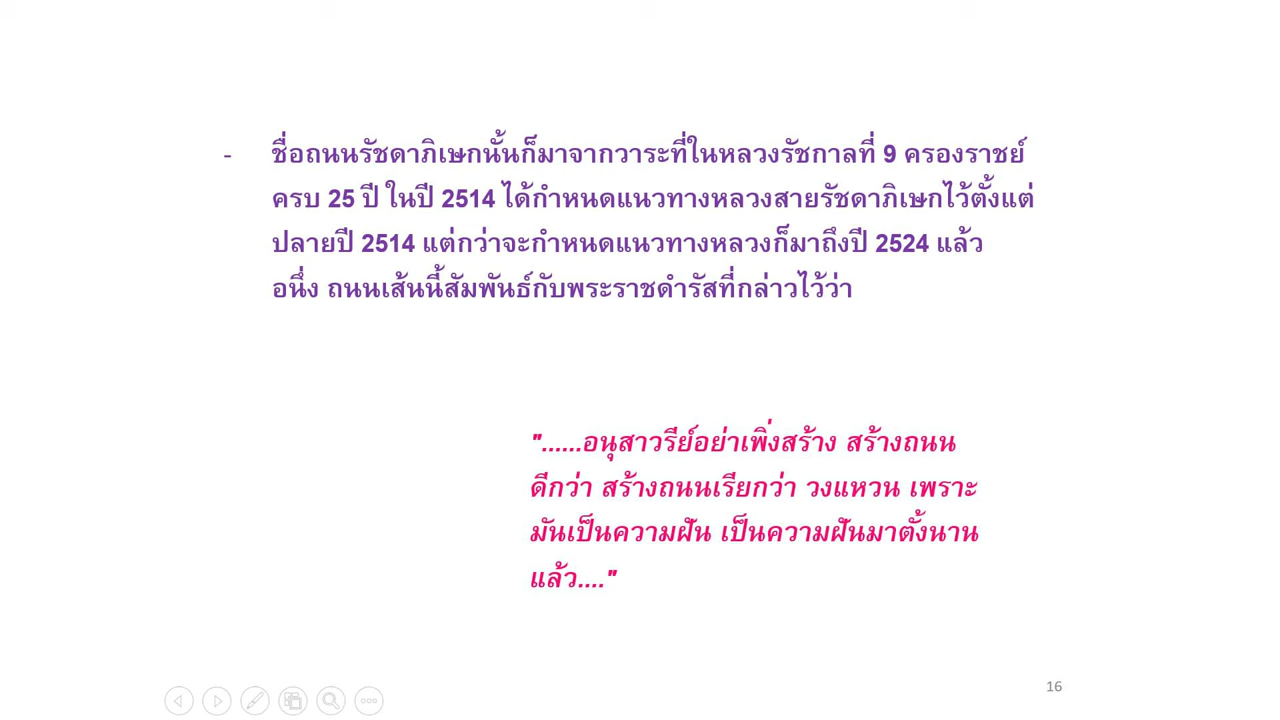 - ชื่อถนนรัชดาภิเษกนั้นก็มาจากวาระที่ในหลวงรัชกาลที่ 9 ครองราชย์
ครบ 25 ปี ในปี 2514 ได้กำหนดแนวทางหลวงสายรัชดาภิเษกไว้ตั้งแต่
ปลายปี 2514 แต่กว่าจะกำหนดแนวทางหลวงก็มาถึงปี 2524 แล้ว
อนึ่ง ถนนเส้นนี้สัมพันธ์กับพระราชดำรัสที่กล่าวไว้ว่า
"......อนุสาวรีย์อย่าเพิ่งสร้าง สร้างถนน
ดีกว่า สร้างถนนเรียกว่า วงแหวน เพราะ
มันเป็นความฝัน เป็นความฝันมาตั้งนาน
แล้ว...."
16